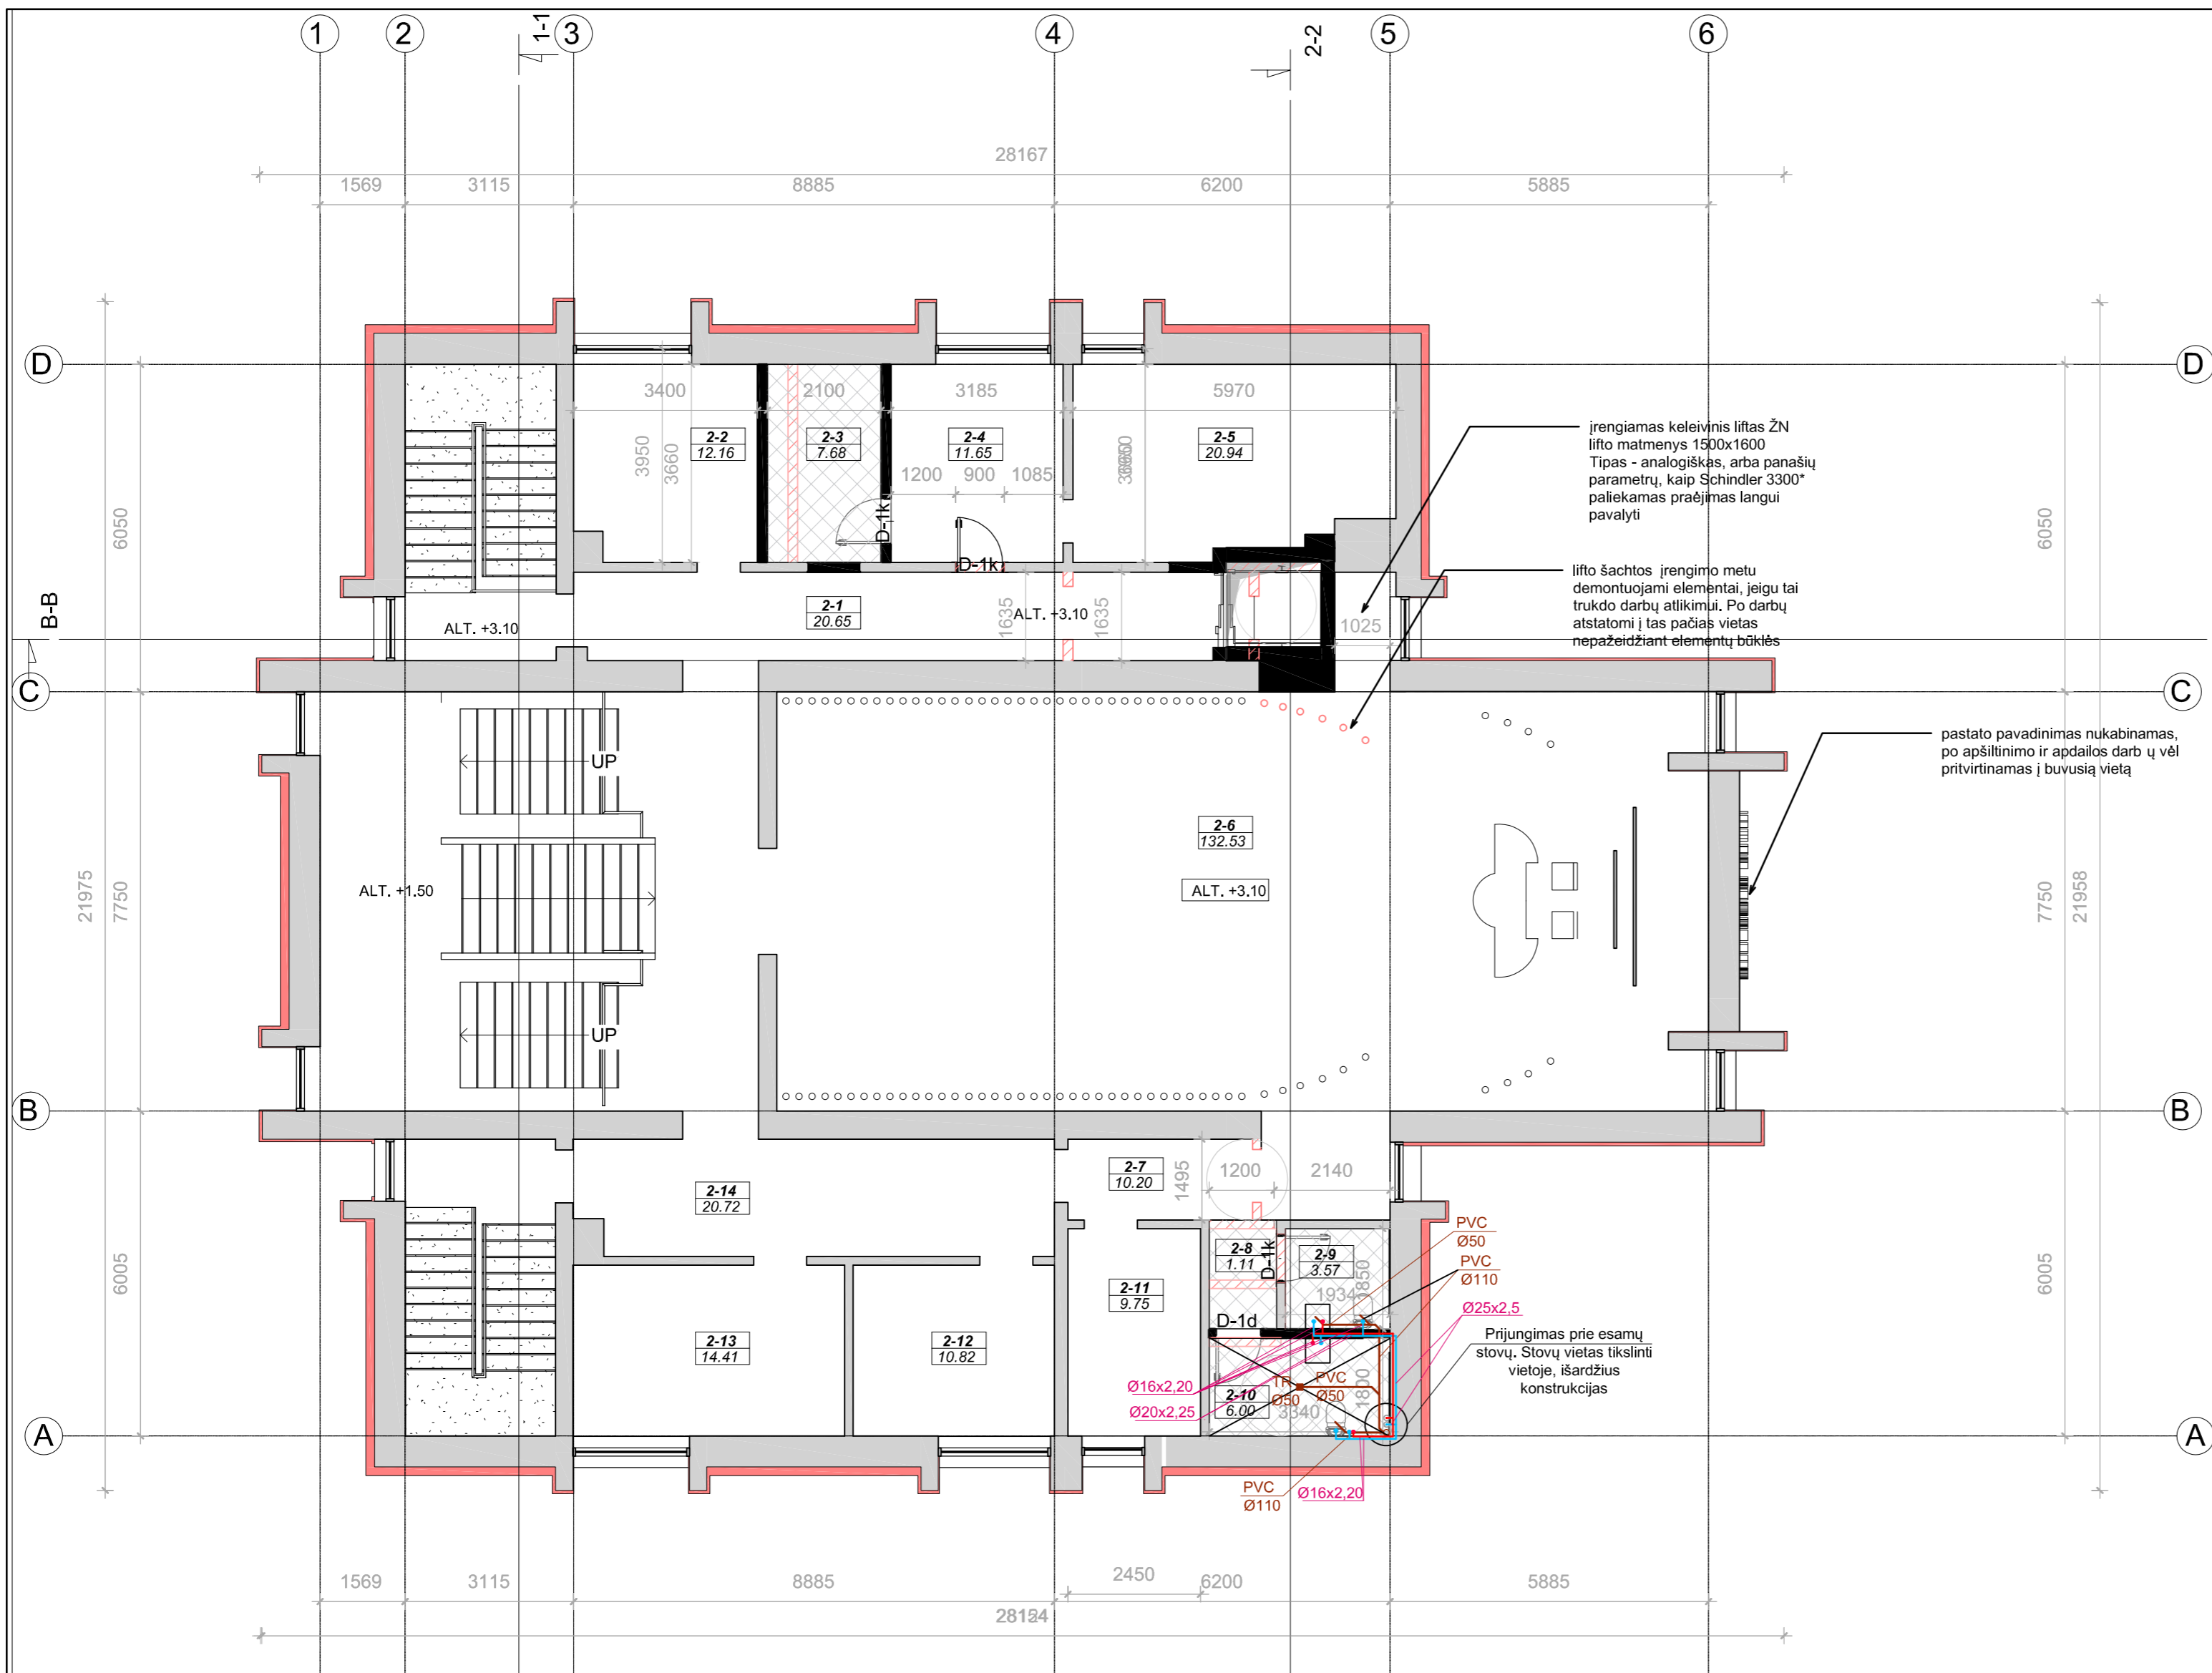 1
2
1-1
3
4
2-2
5
6
28167
1569
3115
8885
6200
5885
D
D
3400
2100
3185
5970
2-2
12.16
2-3
7.68
2-4
11.65
2-5
20.94
3950
3660
1200
900
1085
D-1k
D-1k
įrengiamas keleivinis liftas ŽN
lifto matmenys 1500x1600
Tipas - analogiškas, arba panašių
parametrų, kaip Schindler 3300*
paliekamas praėjimas langui
pavalyti
6050
6050
lifto šachtos įrengimo metu
demontuojami elementai, jeigu tai
trukdo darbų atlikimui. Po darbų
atstatomi į tas pačias vietas
nepažeidžiant elementų būklės
B-B
2-1
20.65
ALT. +3.10
1635
ALT. +3.10
1635
1025
C
C
pastato pavadinimas nukabinamas,
po apšiltinimo ir apdailos darb ų vėl
pritvirtinamas į buvusią vietą
UP
2-6
132.53
ALT. +1.50
ALT. +3.10
21975
7750
7750
21958
UP
B
B
2-7
10.20
1495
1200
2140
2-14
20.72
PVC
Ø50
2-8
1.11
D-1k
2-9
3.57
1850
PVC
Ø110
6005
6005
2-11
9.75
1934
Ø25x2,5
D-1d
Prijungimas prie esamų
stovų. Stovų vietas tikslinti
vietoje, išardžius
konstrukcijas
2-13
14.41
2-12
10.82
Ø16x2,20
Ø20x2,25
2-10
6.00
TR
Ø50
PVC
Ø50
1800
3340
A
A
PVC
Ø110
Ø16x2,20
1569
3115
8885
2450
6200
5885